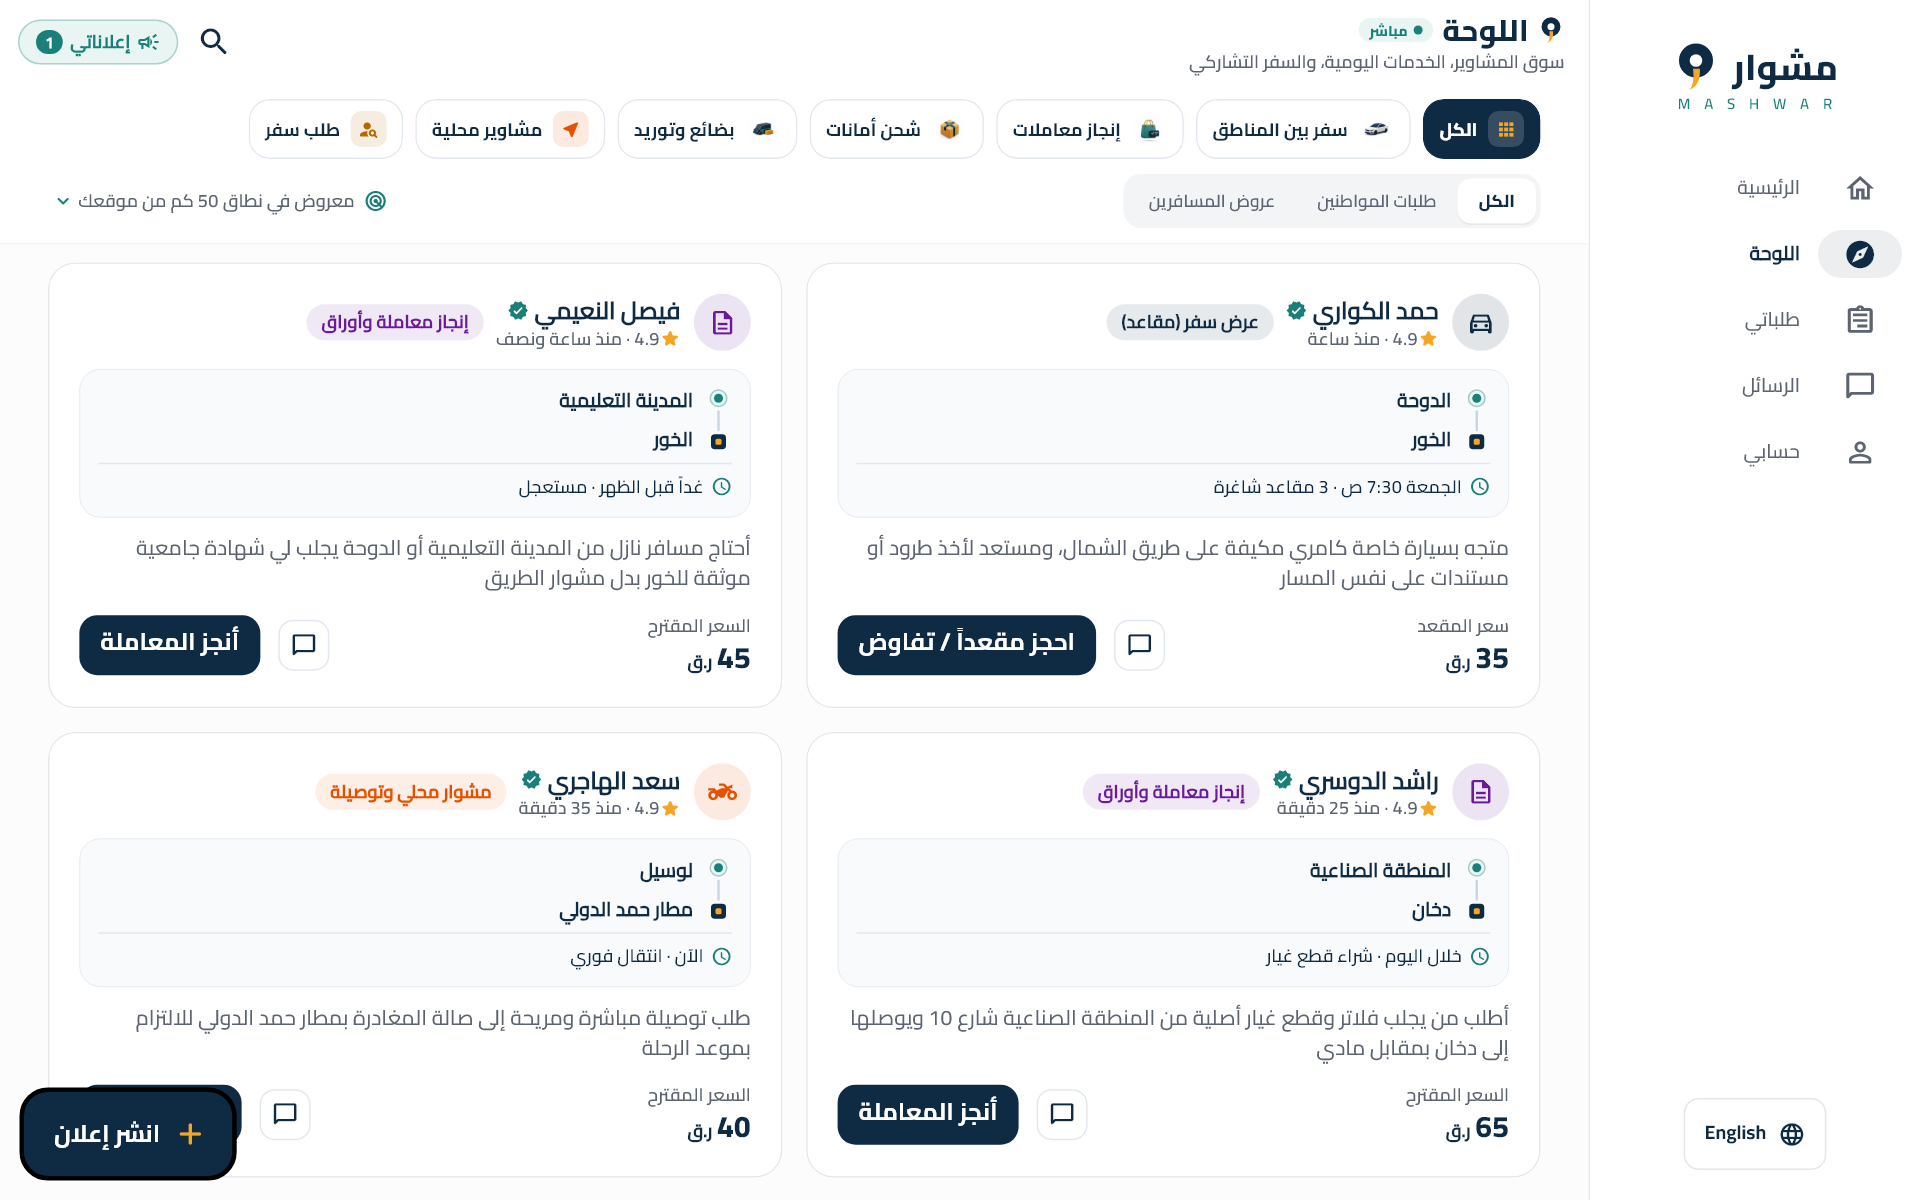 مشوار
MASHWAR
الرئيسية
اللوحة
طلباتي
الرسائل
حسابي
English
اللوحة
مباشر
سوق المشاوير، الخدمات اليومية، والسفر التشاركي
إعلاناتي 1
الكل
سفر بين المناطق
إنجاز معاملات
شحن أمانات
بضائع وتوريد
مشاوير محلية
طلب سفر
الكل
طلبات المواطنين
عروض المسافرين
معروض في نطاق 50 كم من موقعك
حمد الكواري
عرض سفر (مقاعد)
4.9 · منذ ساعة
الدوحة
الخور
الجمعة 7:30 ص · 3 مقاعد شاغرة
متجه بسيارة خاصة كامري مكيفة على طريق الشمال، ومستعد لأخذ طرود أو
مستندات على نفس المسار
سعر المقعد
35 ر.ق
احجز مقعداً / تفاوض
فيصل النعيمي
إنجاز معاملة وأوراق
4.9 · منذ ساعة ونصف
المدينة التعليمية
الخور
غداً قبل الظهر · مستعجل
أحتاج مسافر نازل من المدينة التعليمية أو الدوحة يجلب لي شهادة جامعية
موثقة للخور بدل مشوار الطريق
السعر المقترح
45 ر.ق
أنجز المعاملة
راشد الدوسري
إنجاز معاملة وأوراق
4.9 · منذ 25 دقيقة
المنطقة الصناعية
دخان
خلال اليوم · شراء قطع غيار
أطلب من يجلب فلاتر وقطع غيار أصلية من المنطقة الصناعية شارع 10 ويوصلها
إلى دخان بمقابل مادي
السعر المقترح
65 ر.ق
أنجز المعاملة
سعد الهاجري
مشوار محلي وتوصيلة
4.9 · منذ 35 دقيقة
لوسيل
مطار حمد الدولي
الآن · انتقال فوري
طلب توصيلة مباشرة ومريحة إلى صالة المغادرة بمطار حمد الدولي للالتزام
بموعد الرحلة
السعر المقترح
40 ر.ق
انشر إعلان